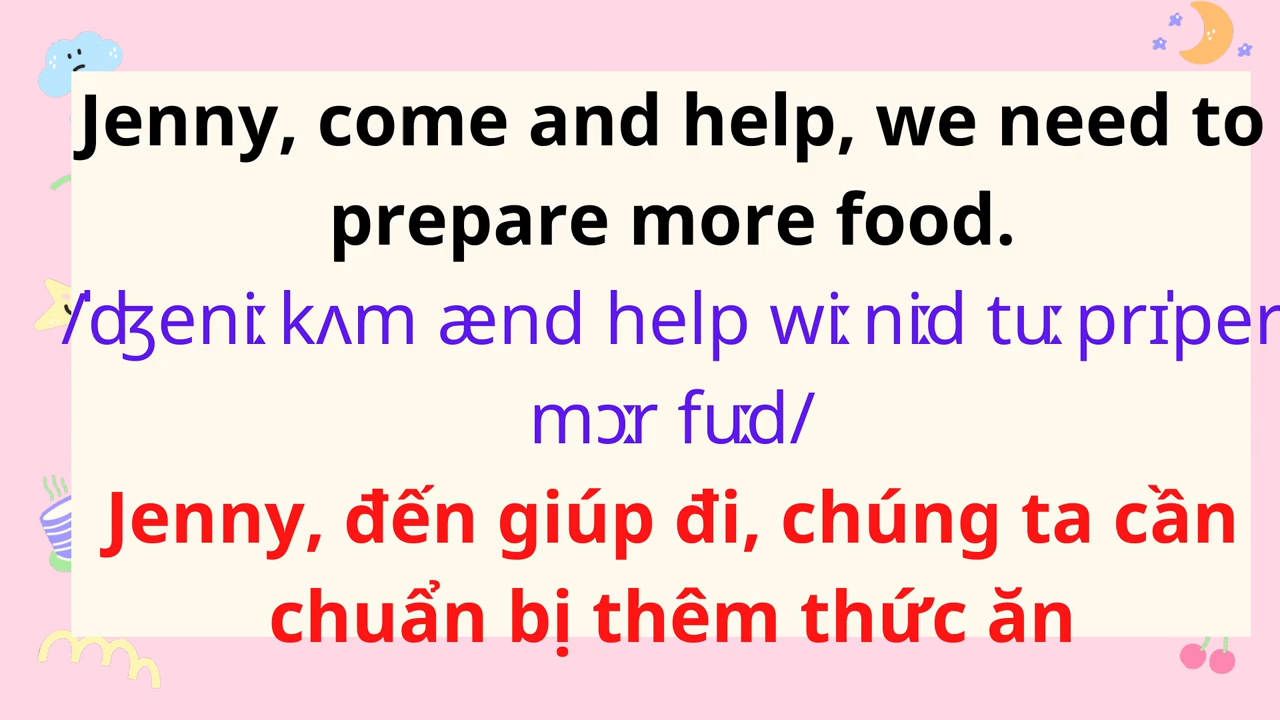 Jenny, come and help, we need to
prepare more food.
/ˈʤeniː kʌm ænd help wiː niːd tuː prɪˈper
mɔːr fuːd/
Jenny, đến giúp đi, chúng ta cần
chuẩn bị thêm thức ăn